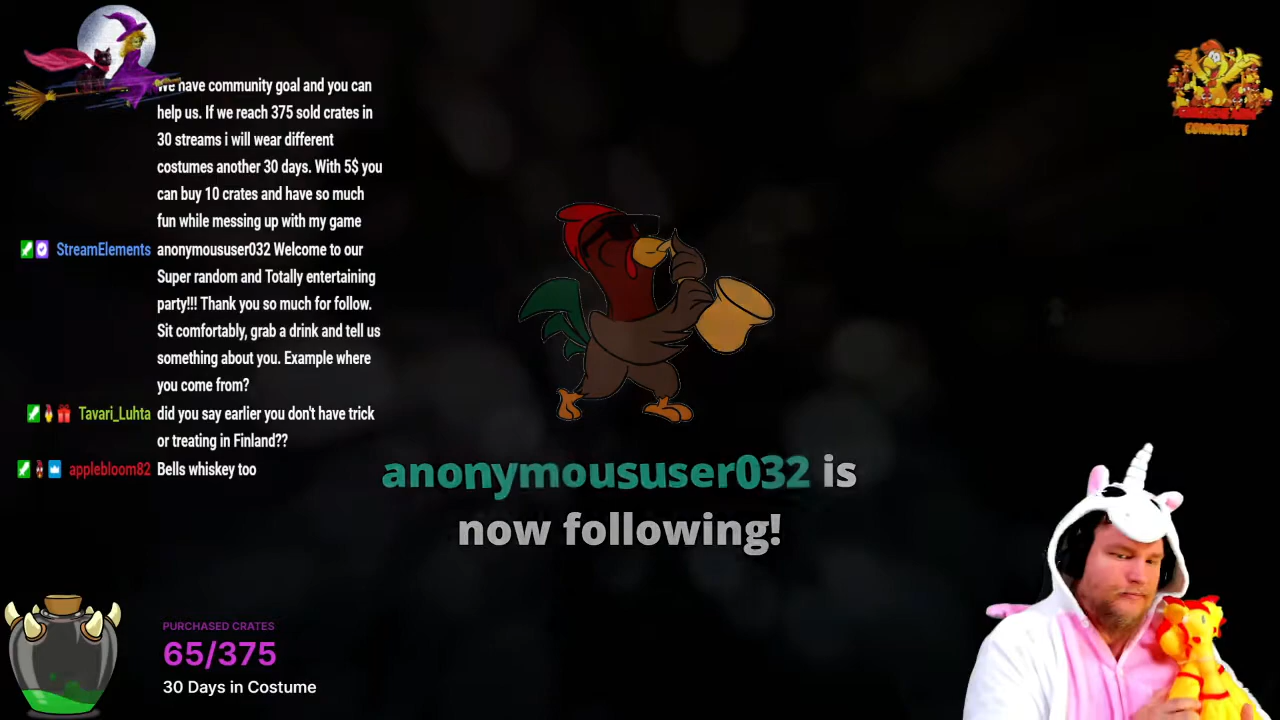 We have community goal and you can
help us. If we reach 375 sold crates in
30 streams i will wear different
costumes another 30 days. With 5$ you
can buy 10 crates and have so much
fun while messing up with my game
StreamElements anonymoususer032 Welcome to our
Super random and Totally entertaining
party!!! Thank you so much for follow.
Sit comfortably, grab a drink and tell us
something about you. Example where
you come from?
Tavari_Luhta did you say earlier you don't have trick
or treating in Finland??
applebloom82 Bells whiskey too
anonymoususer032 is
now following!
PURCHASED CRATES
65/375
30 Days in Costume
COMMUNITY